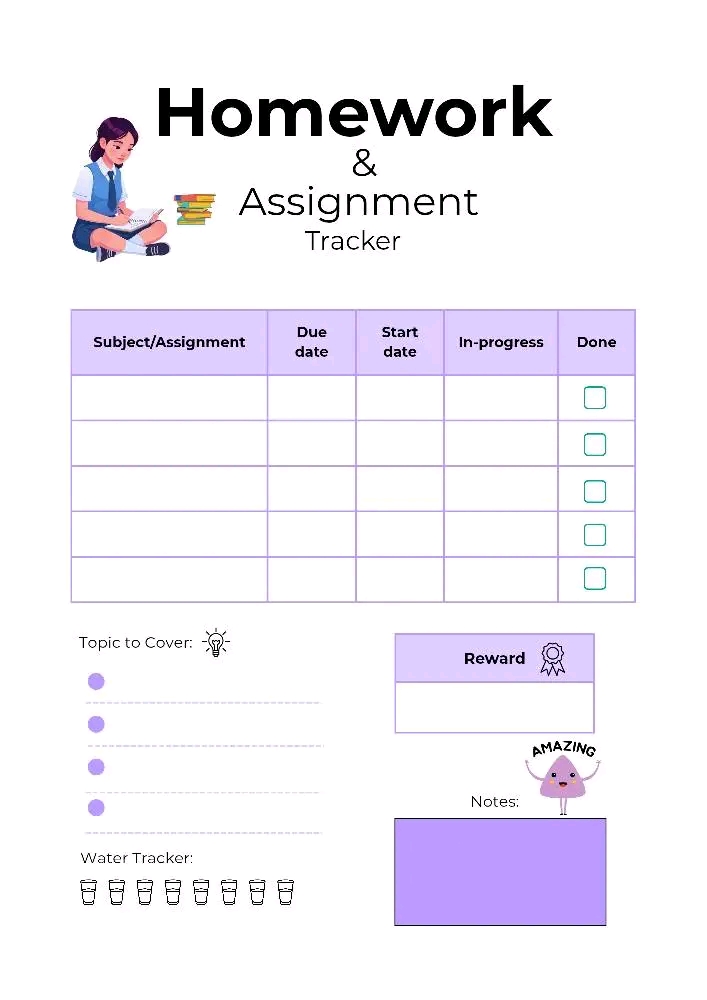 Homework
&
Assignment
Tracker
Subject/Assignment
Due
date
Start
date
In-progress
Done
Topic to Cover:
Reward
AMAZING
Notes:
Water Tracker: